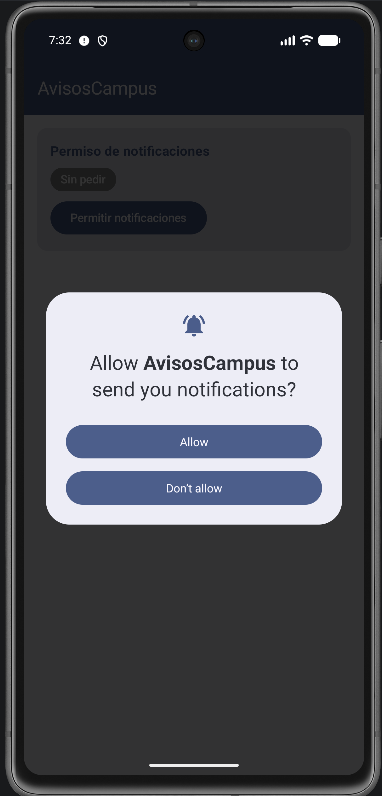 7:32
AvisosCampus
Permiso de notificaciones
Sin pedir
Permitir notificaciones
Allow AvisosCampus to
send you notifications?
Allow
Don't allow